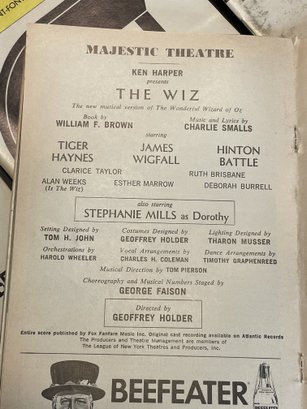 NT-FON
MAJESTIC THEATRE
KEN HARPER
presents
THE WIZ
The new musical version of The Wonderful Wizard of Oz
Book by
WILLIAM F. BROWN
Music and Lyrics by
CHARLIE SMALLS
starring
TIGER HAYNES
JAMES WIGFALL
HINTON BATTLE
CLARICE TAYLOR
RUTH BRISBANE
ALAN WEEKS
(Is The Wiz)
ESTHER MARROW
DEBORAH BURRELL
also starring
STEPHANIE MILLS as Dorothy
Setting Designed by
TOM H. JOHN
Costumes Designed by
GEOFFREY HOLDER
Lighting Designed by
THARON MUSSER
Orchestrations by
HAROLD WHEELER
Vocal Arrangements by
CHARLES H. COLEMAN
Dance Arrangements by
TIMOTHY GRAPHENREED
Musical Direction by TOM PIERSON
Choreography and Musical Numbers Staged by
GEORGE FAISON
Directed by
GEOFFREY HOLDER
Entire score published by Fox Fanfare Music Inc. Original cast recording available on Atlantic Records
The Producers and Theatre Management are members of
The League of New York Theatres and Producers, Inc.
BEEFEATER